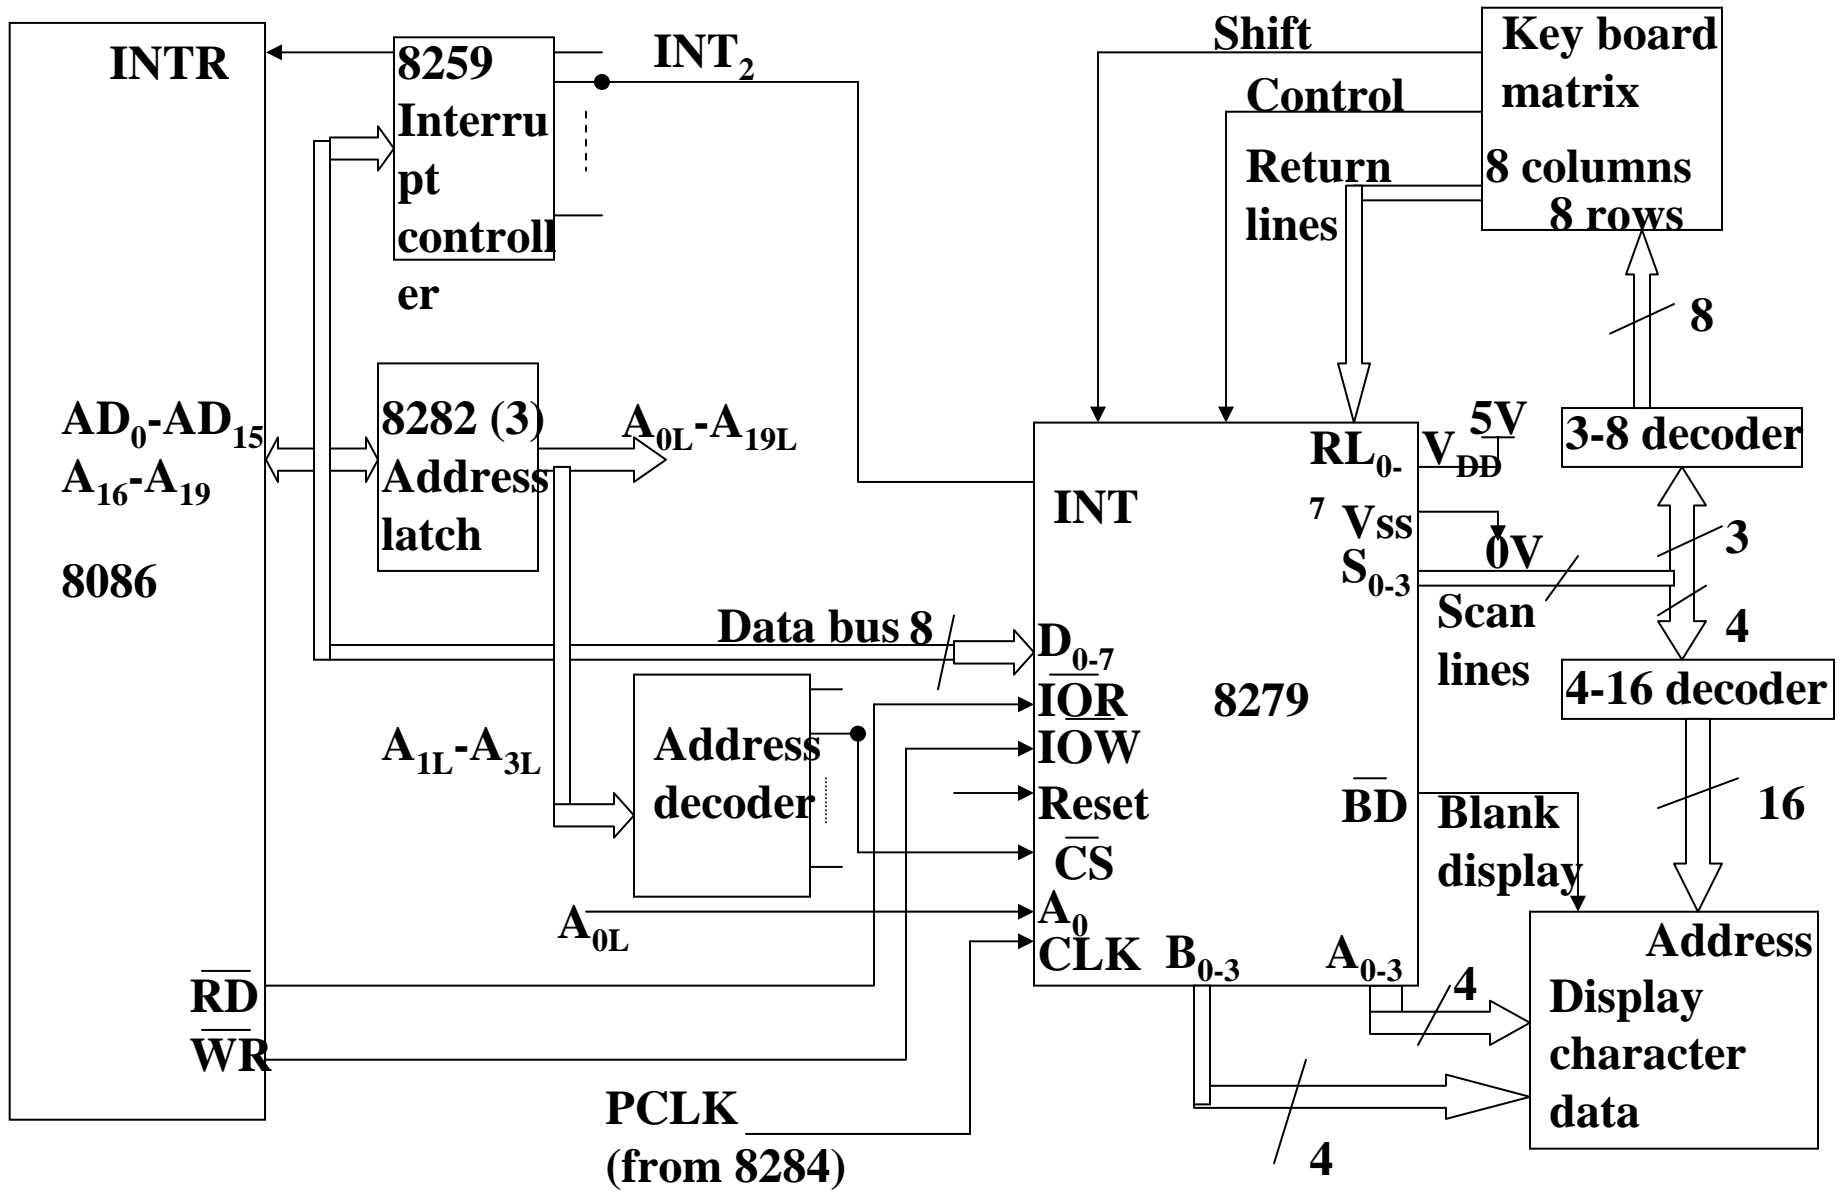 INTR
8259
Interru
pt
controll
er
INT2
Shift
Control
Return
lines
Key board
matrix
8 columns
8 rows
8
AD0-AD15
A16-A19
8086
8282 (3)
Address
latch
A0L-A19L
INT
RL0-
7
VDD
5V
Vss
0V
S0-3
Scan
lines
3-8 decoder
3
4
4-16 decoder
16
Data bus 8
D0-7
IOR
IOW
Reset
CS
A0
CLK
8279
BD
Blank
display
B0-3
A0-3
A1L-A3L
Address
decoder
A0L
RD
WR
PCLK
(from 8284)
4
4
Address
Display
character
data